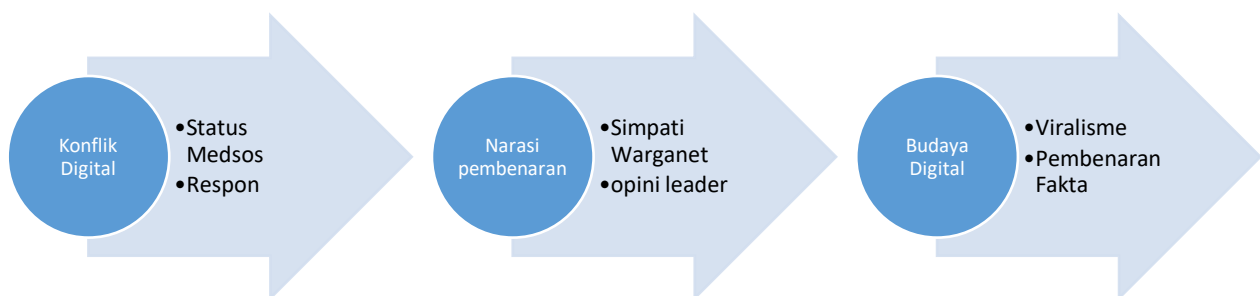 Konflik
Digital
•Status
Medsos
•Respon
Narasi
pembenaran
•Simpati
Warganet
•opini leader
Budaya
Digital
•Viralisme
•Pembenaran
Fakta